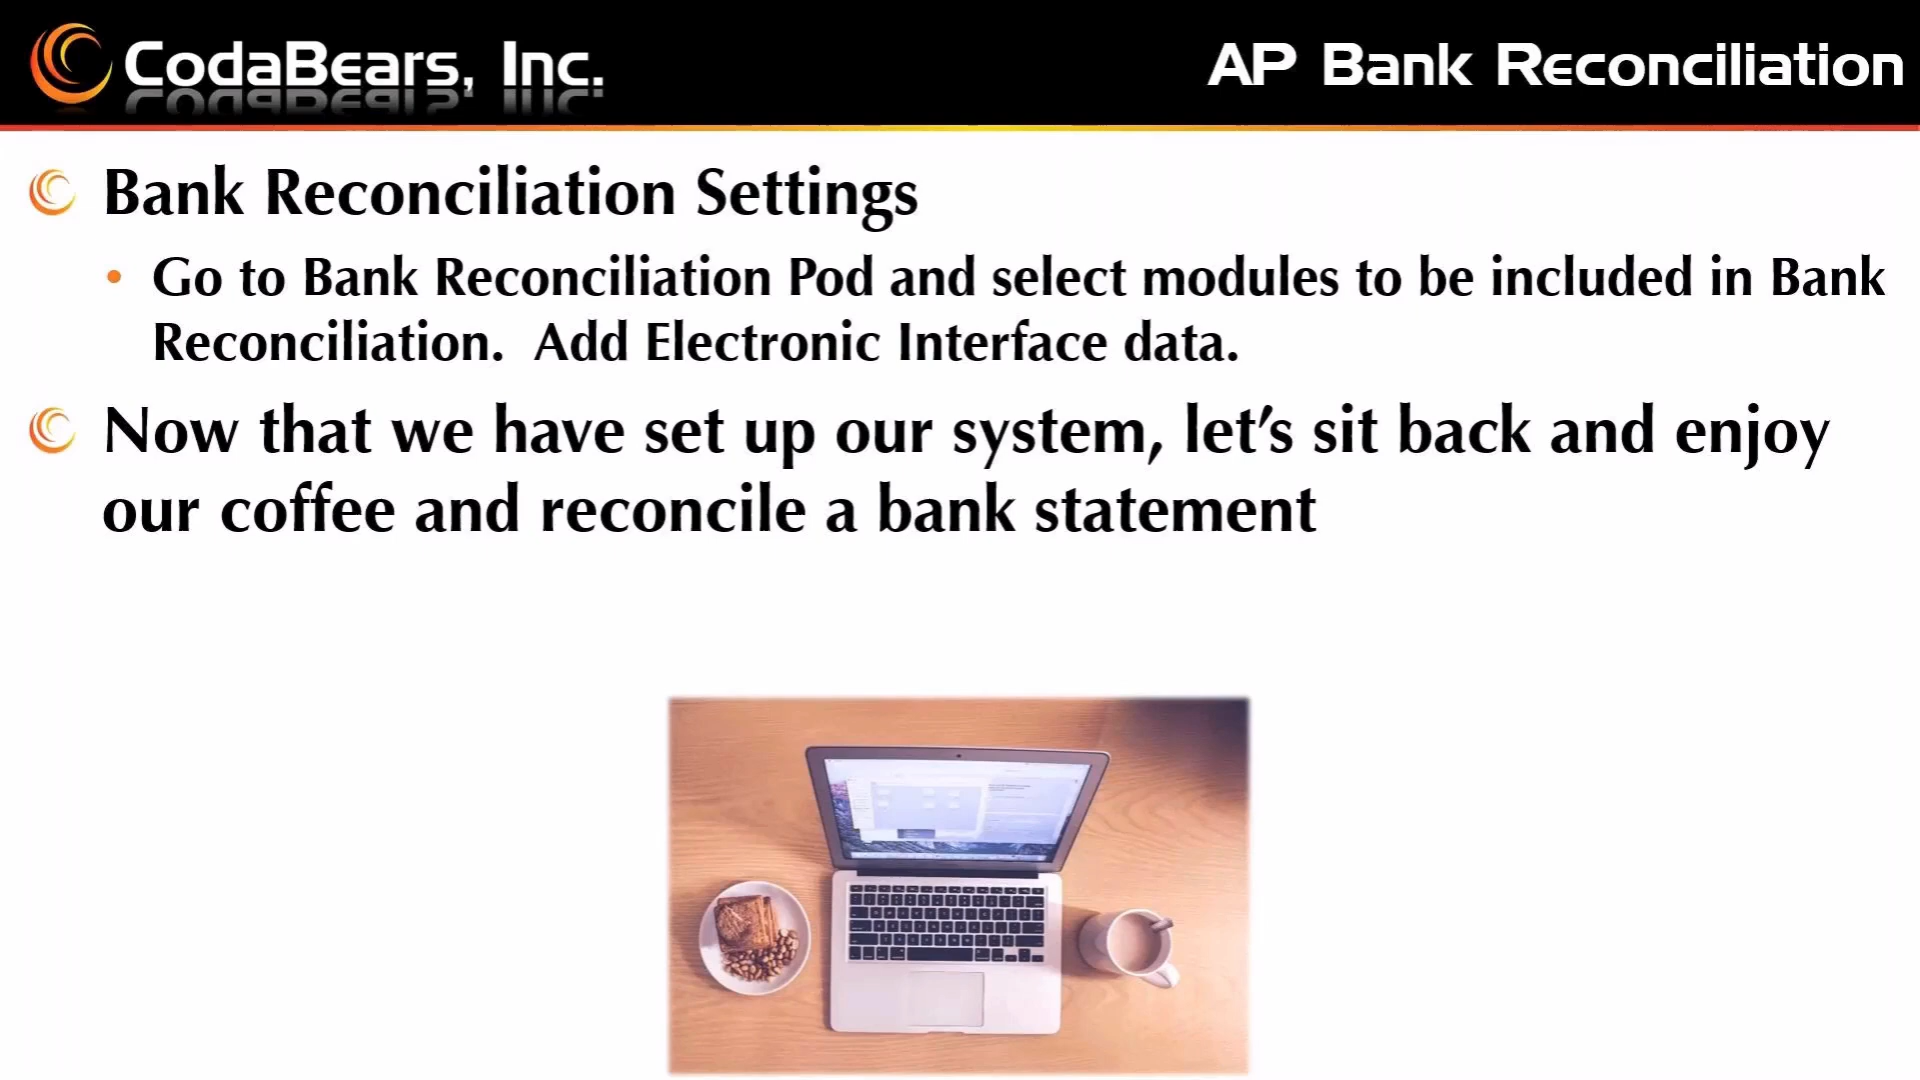 CodaBears, Inc.
AP Bank Reconciliation
Bank Reconciliation Settings
• Go to Bank Reconciliation Pod and select modules to be included in Bank
Reconciliation.  Add Electronic Interface data.
Now that we have set up our system, let’s sit back and enjoy
our coffee and reconcile a bank statement